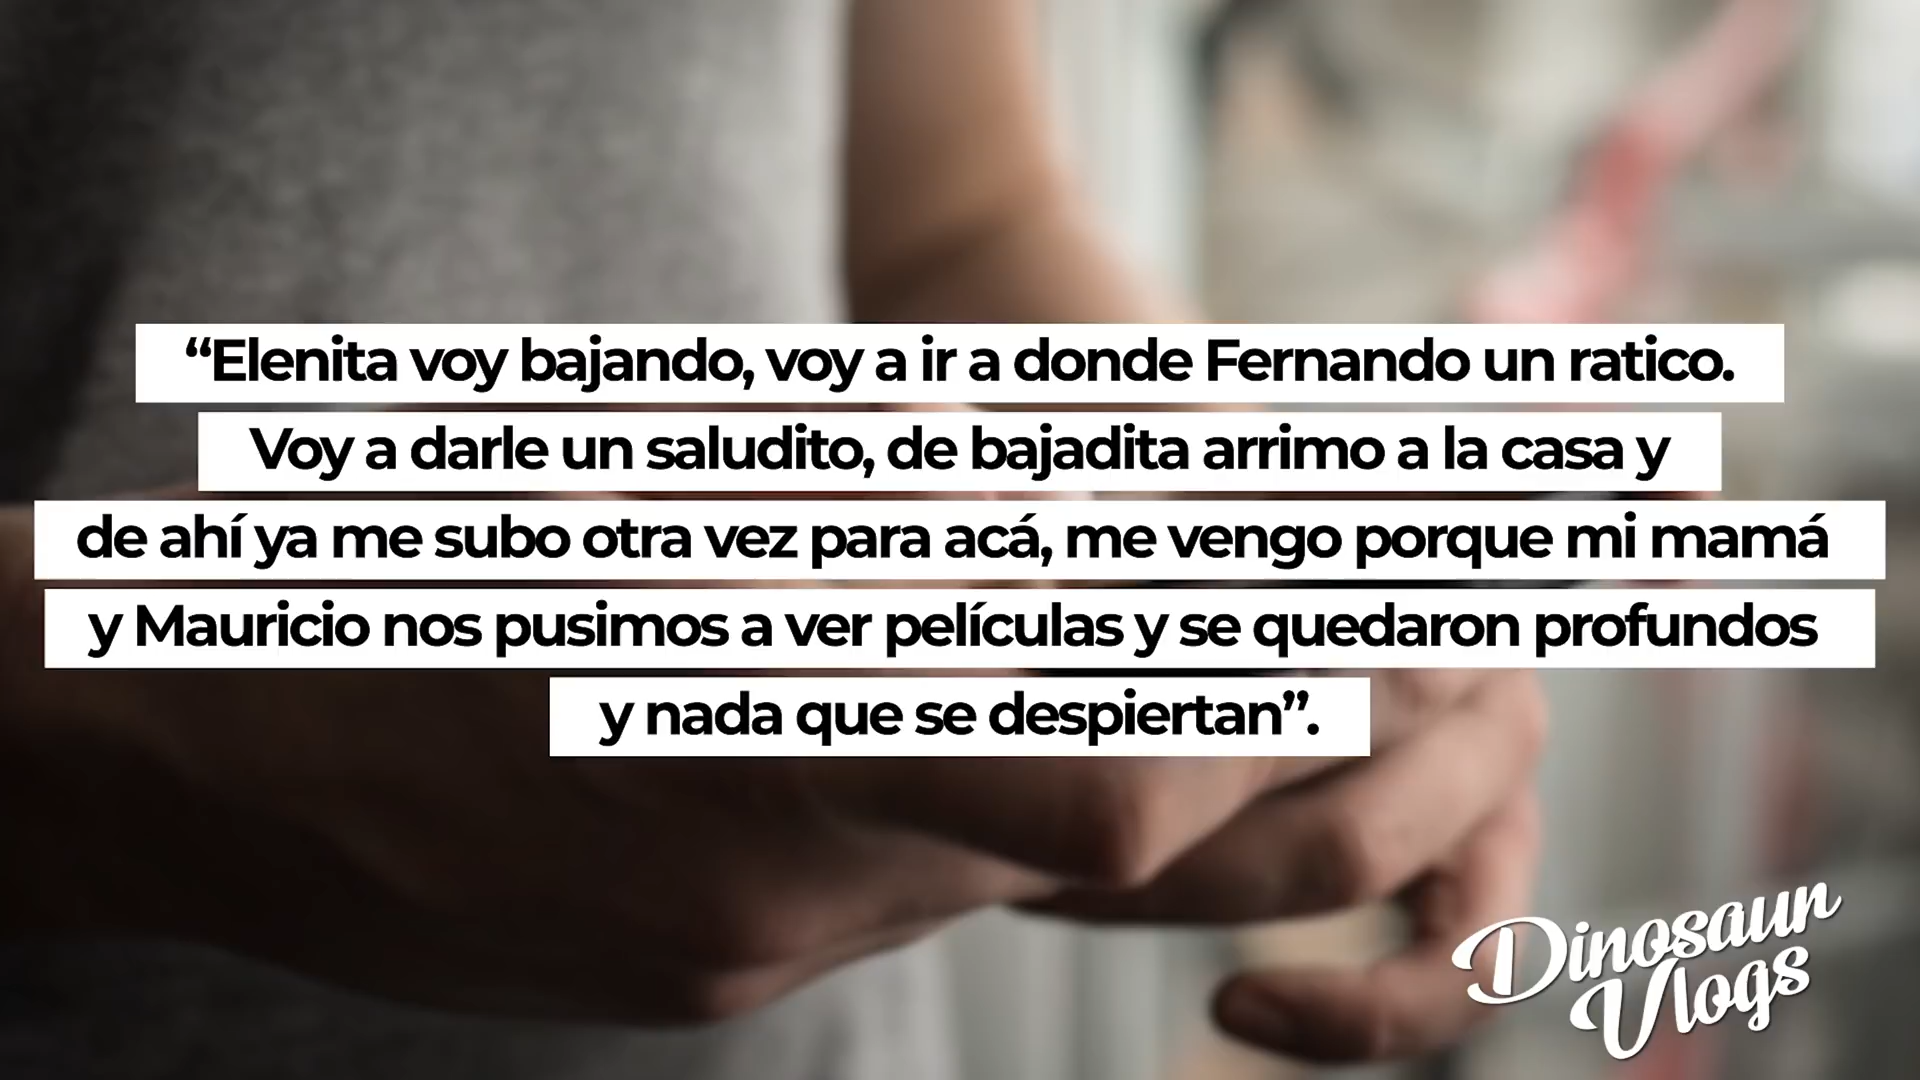 “Elenita voy bajando, voy a ir a donde Fernando un ratico.
Voy a darle un saludito, de bajadita arrimo a la casa y
de ahí ya me subo otra vez para acá, me vengo porque mi mamá
y Mauricio nos pusimos a ver películas y se quedaron profundos
y nada que se despiertan”.
Dinosaur
Vlogs